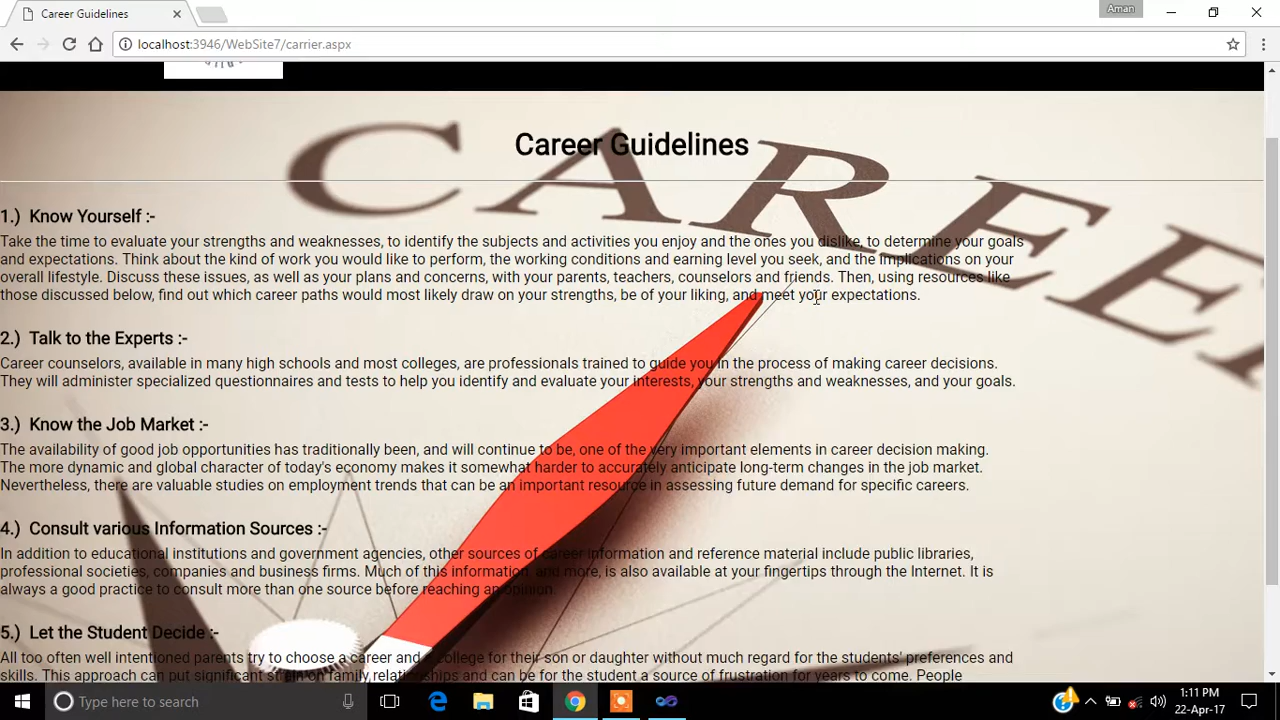 Career Guidelines
Aman
localhost:3946/WebSite7/carrier.aspx
CAREER
Career Guidelines
1.) Know Yourself :-
Take the time to evaluate your strengths and weaknesses, to identify the subjects and activities you enjoy and the ones you dislike, to determine your goals
and expectations. Think about the kind of work you would like to perform, the working conditions and earning level you seek, and the implications on your
overall lifestyle. Discuss these issues, as well as your plans and concerns, with your parents, teachers, counselors and friends. Then, using resources like
those discussed below, find out which career paths would most likely draw on your strengths, be of your liking, and meet your expectations.
2.) Talk to the Experts :-
Career counselors, available in many high schools and most colleges, are professionals trained to guide you in the process of making career decisions.
They will administer specialized questionnaires and tests to help you identify and evaluate your interests, your strengths and weaknesses, and your goals.
3.) Know the Job Market :-
The availability of good job opportunities has traditionally been, and will continue to be, one of the very important elements in career decision making.
The more dynamic and global character of today's economy makes it somewhat harder to accurately anticipate long-term changes in the job market.
Nevertheless, there are valuable studies on employment trends that can be an important resource in assessing future demand for specific careers.
4.) Consult various Information Sources :-
In addition to educational institutions and government agencies, other sources of career information and reference material include public libraries,
professional societies, companies and business firms. Much of this information, and more, is also available at your fingertips through the Internet. It is
always a good practice to consult more than one source before reaching an opinion.
5.) Let the Student Decide :-
All too often well intentioned parents try to choose a career and a college for their son or daughter without much regard for the students' preferences and
skills. This approach can put significant strain on family relationships and can be for the student a source of frustration for years to come. People
Type here to search
1:11 PM
22-Apr-17